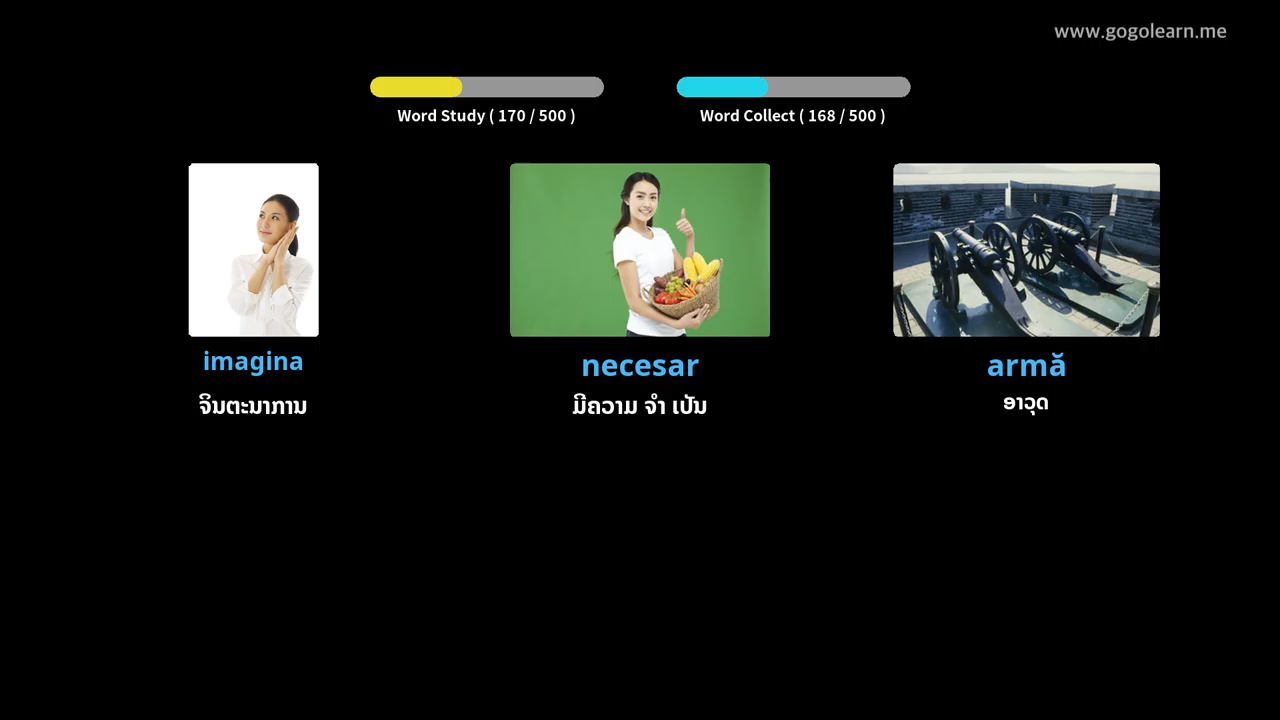 www.gogolearn.me
Word Study ( 170 / 500 )
Word Collect ( 168 / 500 )
imagina
necesar
armă
ຈິນຕະນາການ
ມີຄວາມ ຈຳ ເປັນ
ອາວຸດ